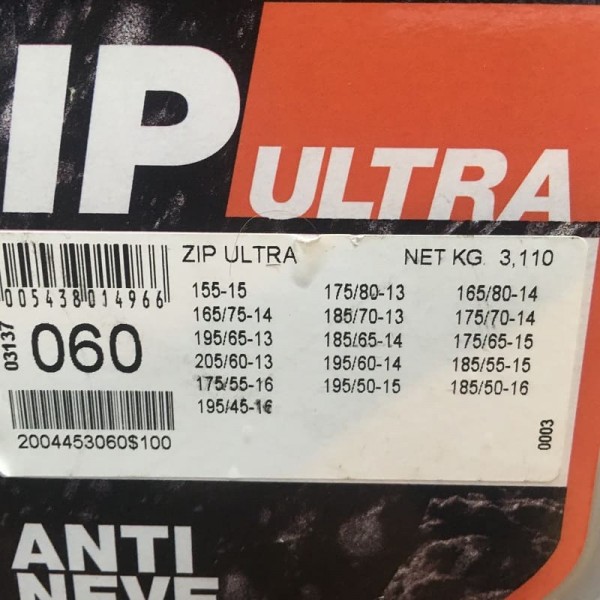 IP ULTRA
ZIP ULTRA NET KG. 3,110
155-15 175/80-13 165/80-14
165/75-14 185/70-13 175/70-14
195/65-13 185/65-14 175/65-15
205/60-13 195/60-14 185/55-15
175/55-16 195/50-15 185/50-16
195/45-16
005438014966
03137
060
2004453060$100
0003
ANTI
NEVE